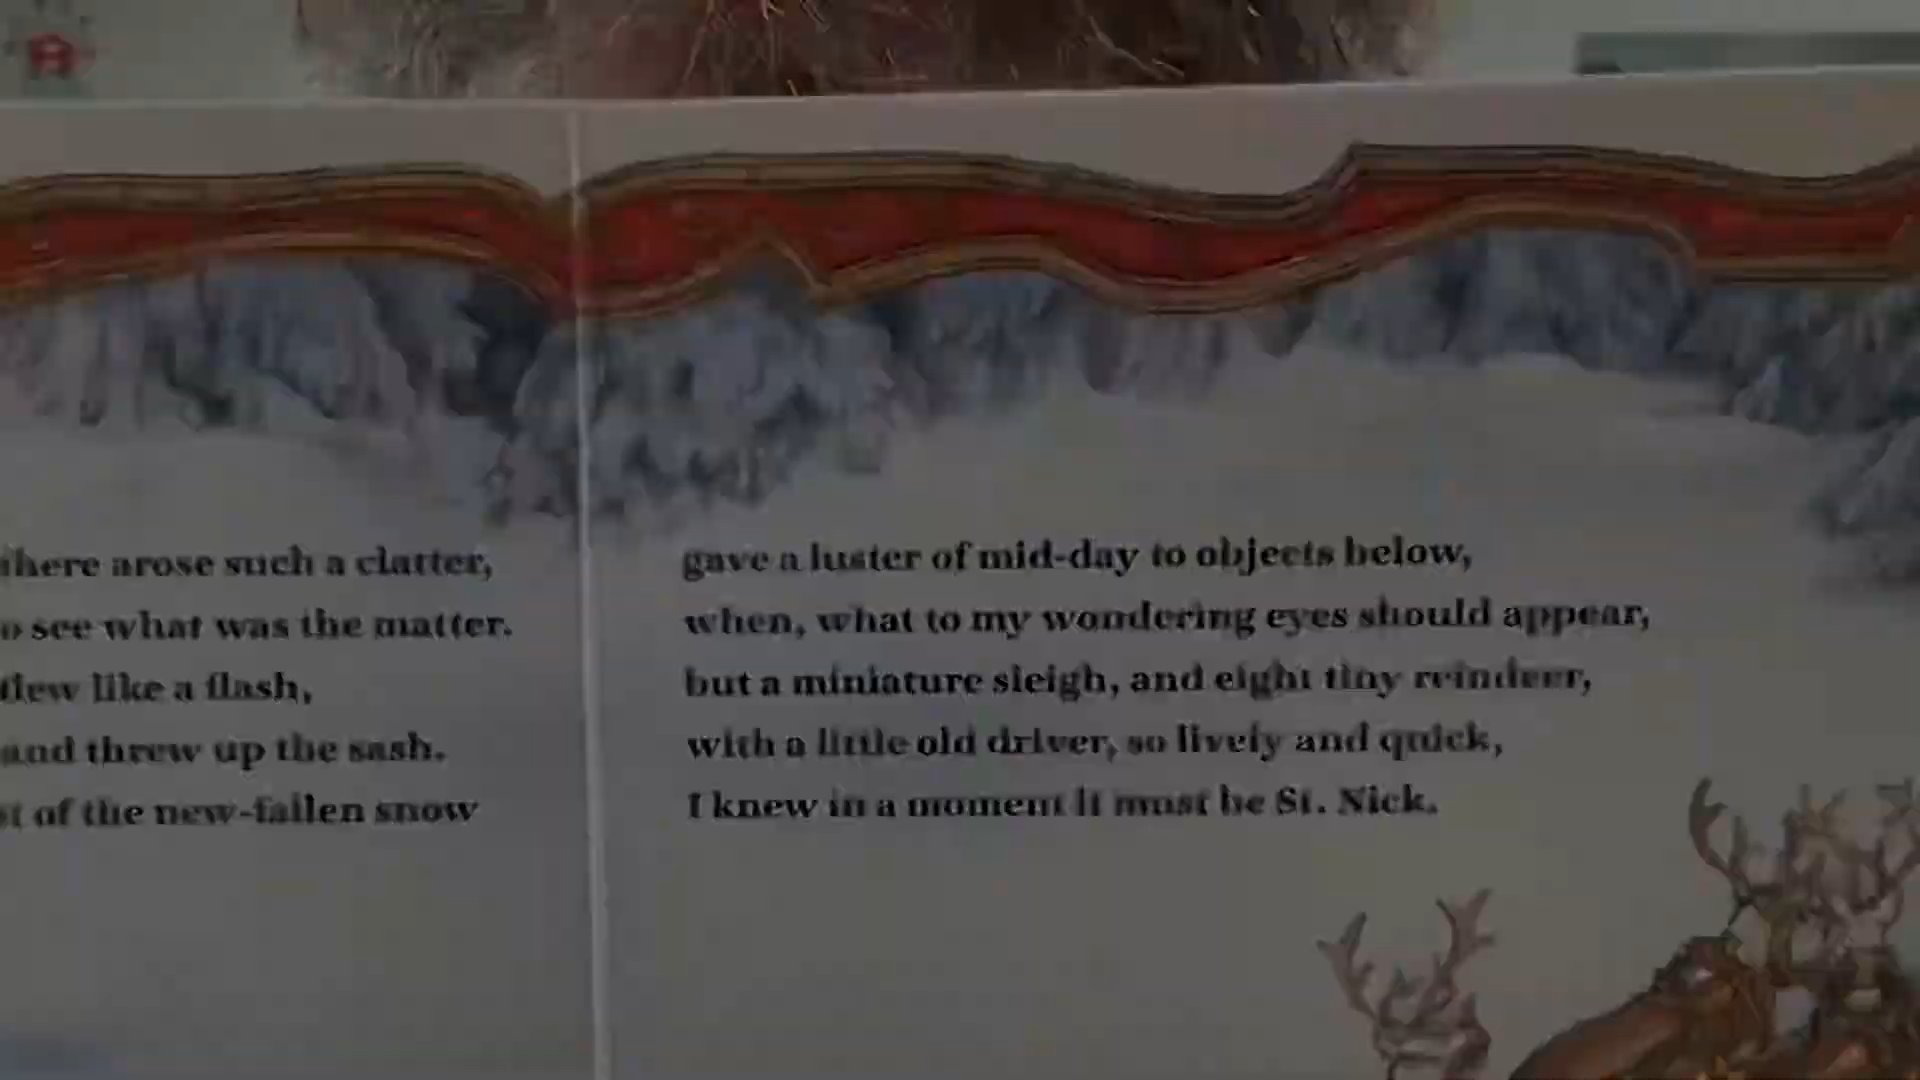 there arose such a clatter,
o see what was the matter.
flew like a flash,
and threw up the sash.
st of the new-fallen snow
gave a luster of mid-day to objects below,
when, what to my wondering eyes should appear,
but a miniature sleigh, and eight tiny reindeer,
with a little old driver, so lively and quick,
I knew in a moment it must be St. Nick.